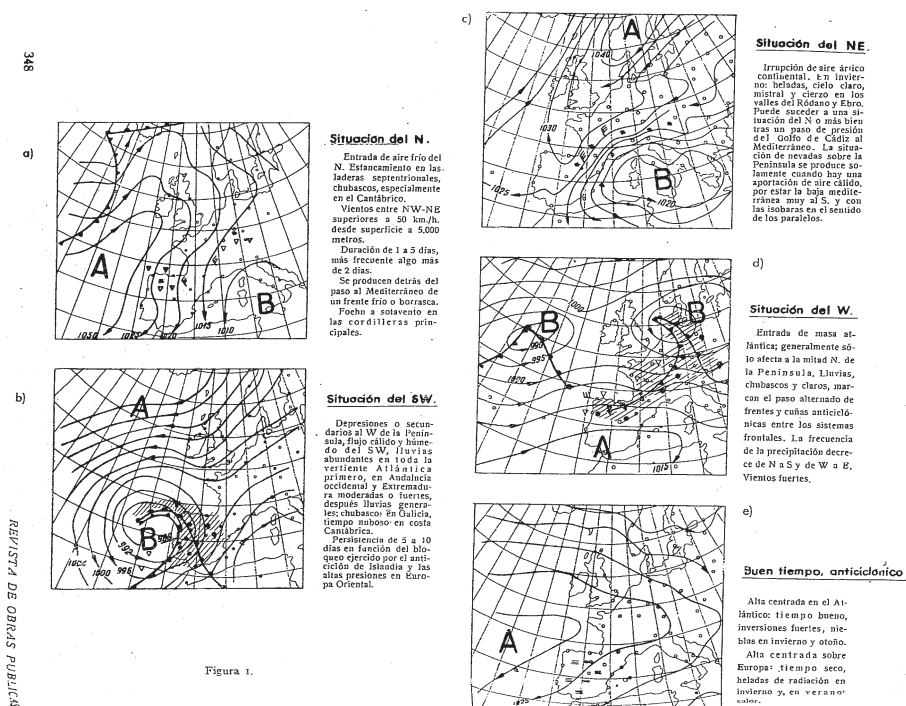 348
a)
A
B
1030
1025
1020
1015
1010
Situación del N.
Entrada de aire frío del
N. Estancamiento en las
laderas septentrionales,
chubascos, especialmente
en el Cantábrico.
Vientos entre NW-NE
superiores a 50 km./h.
desde superficie a 5.000
metros.
Duración de 1 a 5 días,
más frecuente algo más
de 2 días.
Se producen detrás del
paso al Mediterráneo de
un frente frío o borrasca.
Foehn a sotavento en
las cordilleras prin-
cipales.
b)
A
B
988
992
996
1000
Situación del SW.
Depresiones o secun-
darios al W de la Penín-
sula, flujo cálido y húme-
do del SW, lluvias
abundantes en toda la
vertiente Atlántica
primero, en Andalucía
occidental y Extremadu-
ra moderadas o fuertes,
después lluvias genera-
les; chubascos en Galicia,
tiempo nuboso en costa
Cantábrica.
Persistencia de 5 a 10
días en función del blo-
queo ejercido por el anti-
ciclón de Islandia y las
altas presiones en Euro-
pa Oriental.
Figura 1.
REVISTA DE OBRAS PUBLICAS
c)
A
B
1040
1030
1025
1020
Situación del NE.
Irrupción de aire ártico
continental. En invier-
no: heladas, cielo claro,
mistral y cierzo en los
valles del Ródano y Ebro.
Puede suceder a una si-
tuación del N o más bien
tras un paso de presión
del Golfo de Cádiz al
Mediterráneo. La situa-
ción de nevadas sobre la
Península se produce so-
lamente cuando hay una
aportación de aire cálido,
por estar la baja medite-
rránea muy al S. y con
las isobaras en el sentido
de los paralelos.
d)
B
B
A
1000
990
995
1000
1015
Situación del W.
Entrada de masa at-
lántica; generalmente só-
lo afecta a la mitad N. de
la Península. Lluvias,
chubascos y claros, mar-
can el paso alternado de
frentes y cuñas anticicló-
nicas entre los sistemas
frontales. La frecuencia
de la precipitación decre-
ce de N a S y de W a E.
Vientos fuertes.
e)
A
1025
Buen tiempo, anticiclónico
Alta centrada en el At-
lántico: tiempo bueno,
inversiones fuertes, nie-
blas en invierno y otoño.
Alta centrada sobre
Europa: tiempo seco,
heladas de radiación en
invierno y, en verano
calor.